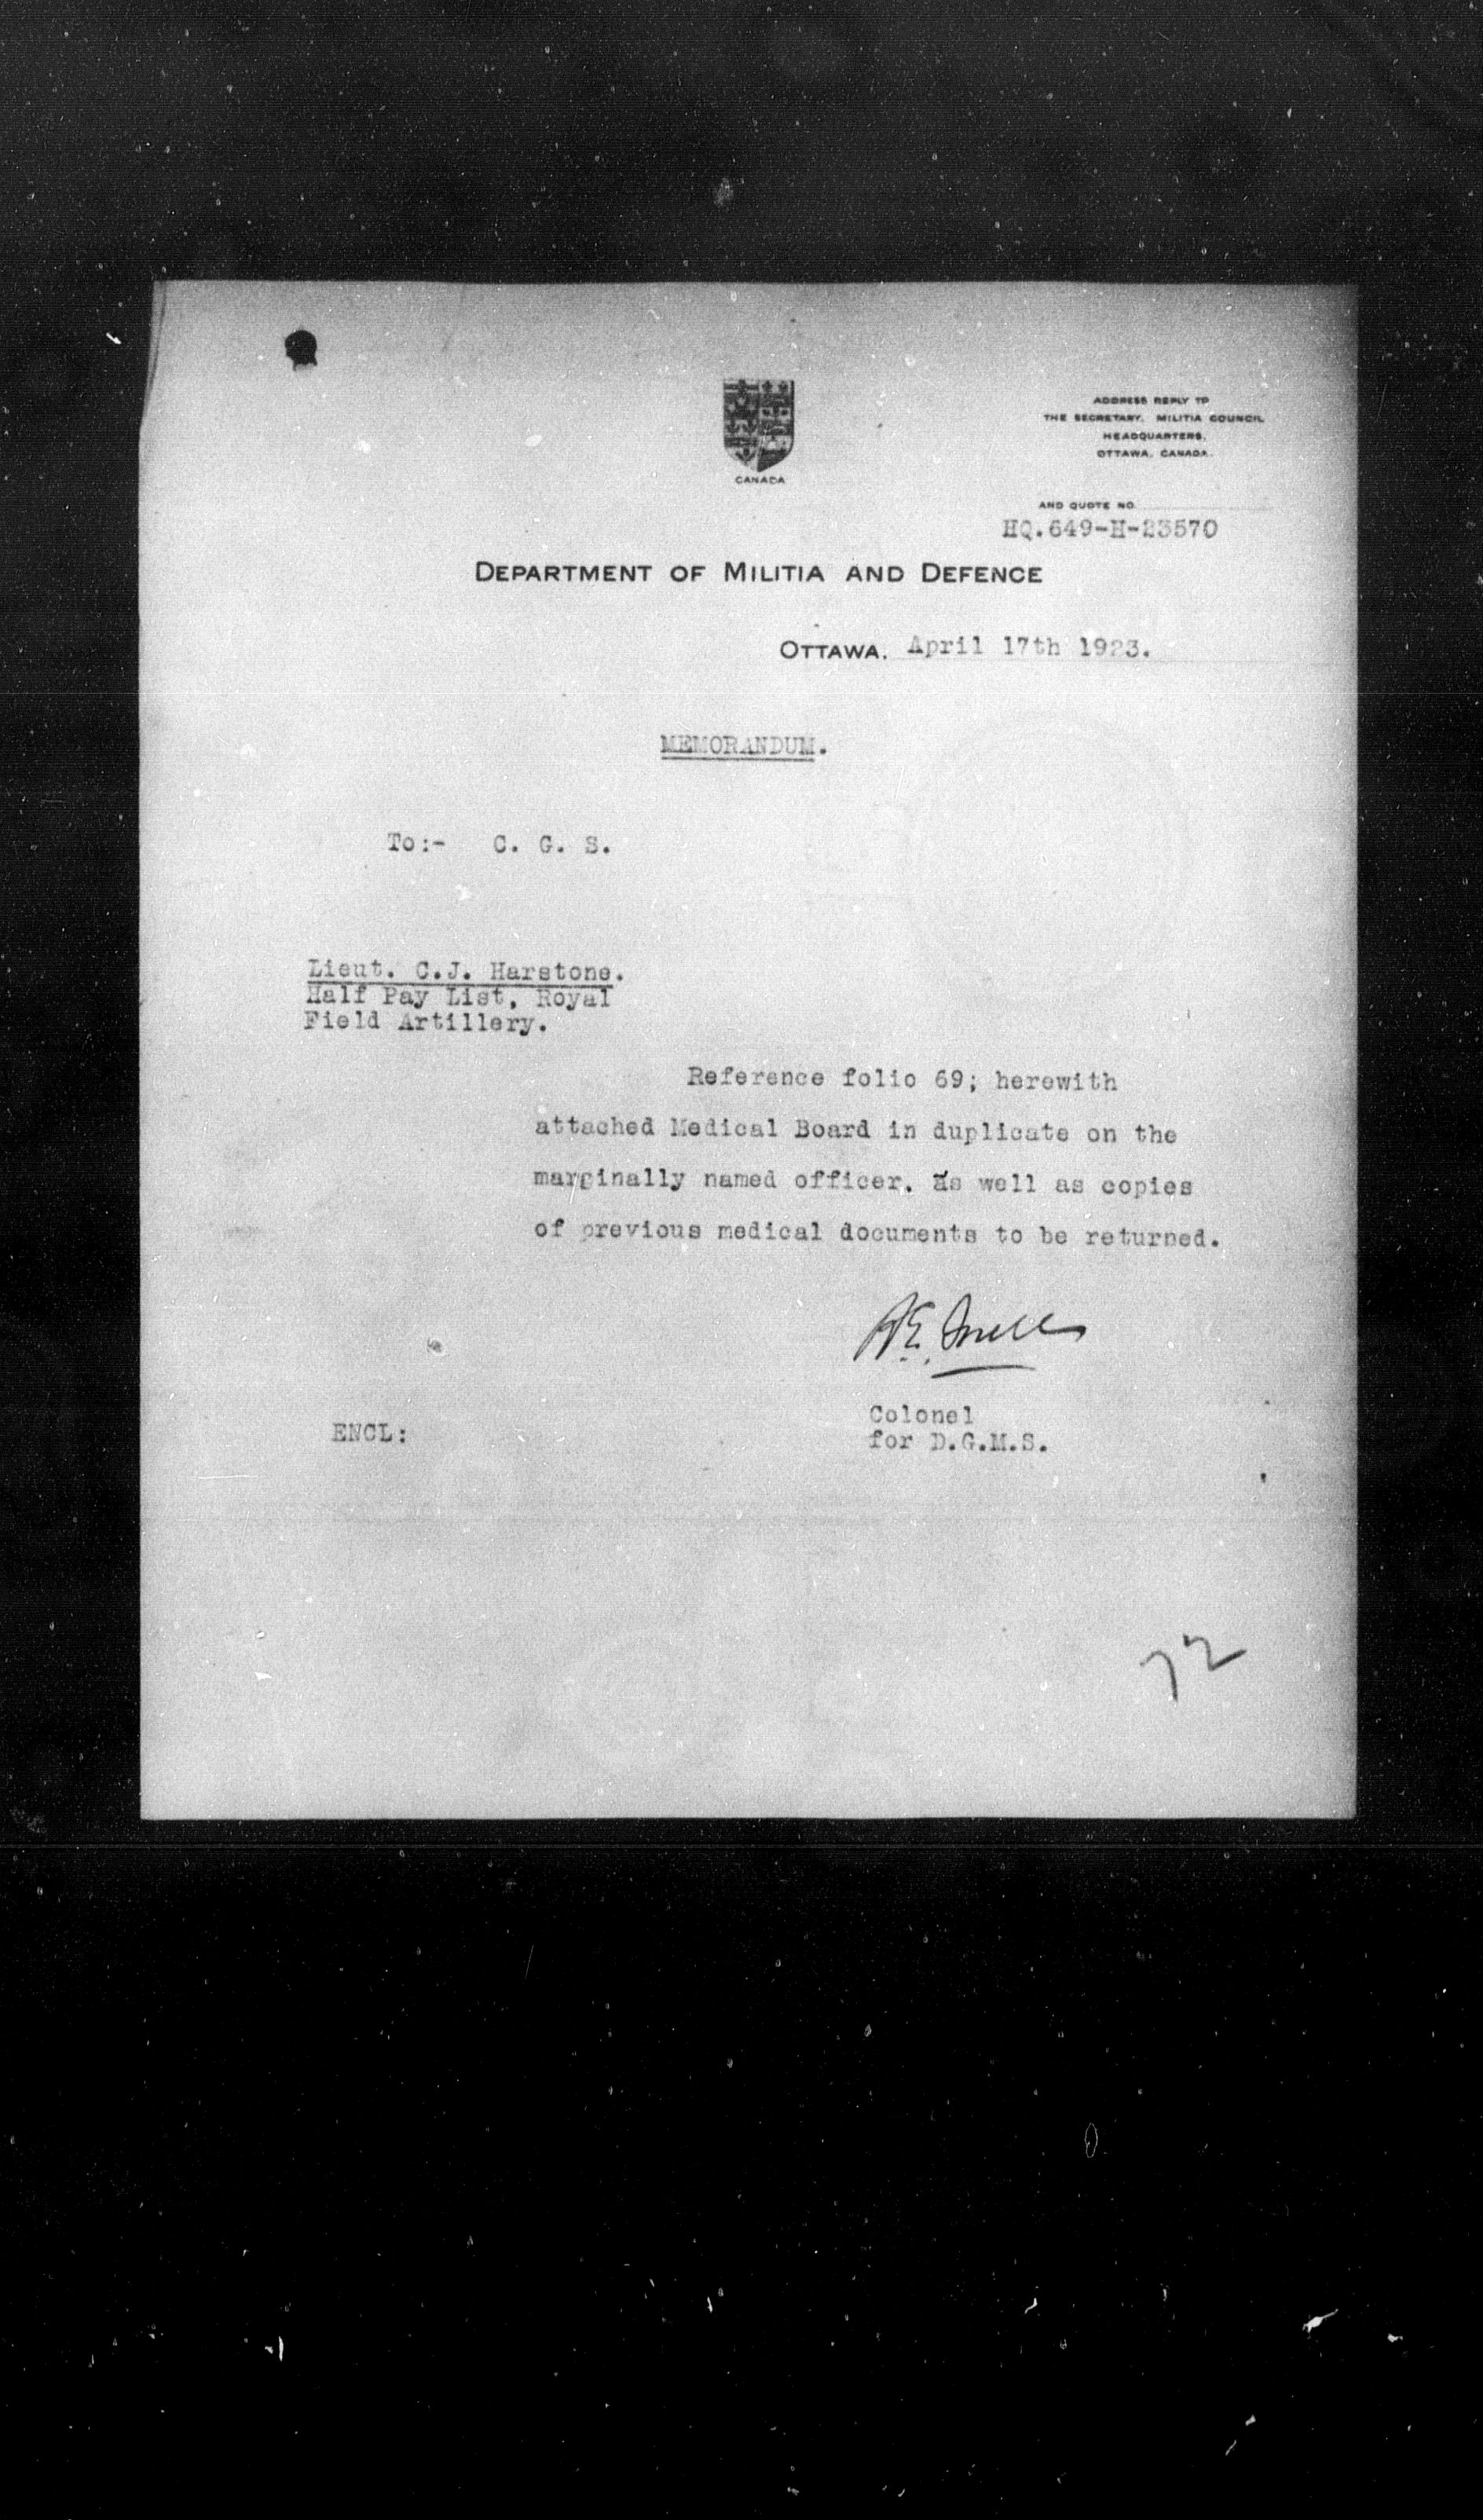 CANADA
ADDRESS REPLY TO
THE SECRETARY, MILITIA COUNCIL
HEADQUARTERS,
OTTAWA, CANADA.
AND QUOTE NO.
HQ.649-H-23570
DEPARTMENT OF MILITIA AND DEFENCE
OTTAWA. April 17th 1923.
MEMORANDUM.
To:- C. G. S.
Lieut. C.J. Harstone.
Half Pay List, Royal
Field Artillery.
Reference folio 69; herewith
attached Medical Board in duplicate on the
marginally named officer. as well as copies
of previous medical documents to be returned.
A.E. Snell
Colonel
for D.G.M.S.
ENCL:
72